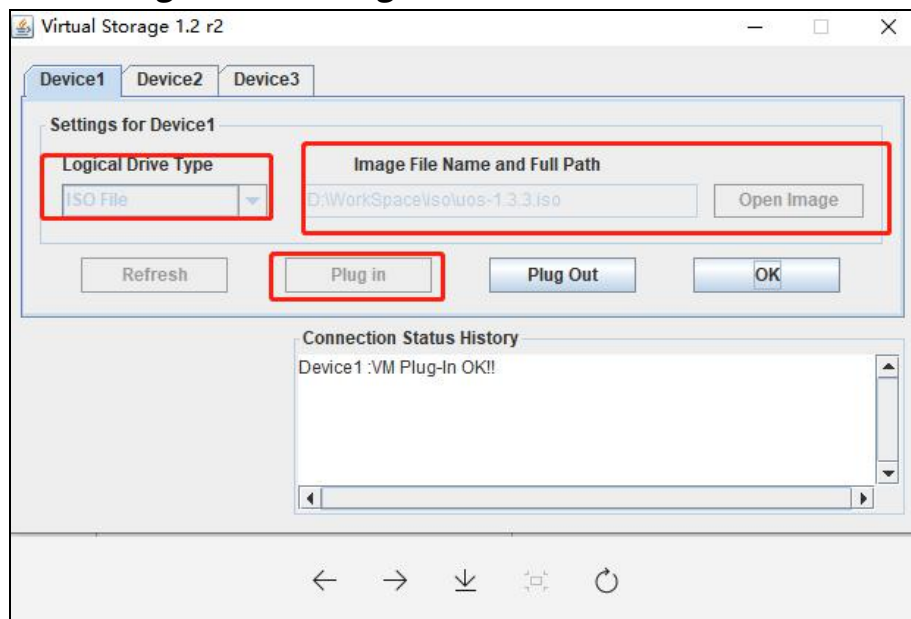 Virtual Storage 1.2 r2
Device1 Device2 Device3
Settings for Device1
Logical Drive Type Image File Name and Full Path
ISO File D:\WorkSpace\iso\uos-1.3.3.iso Open Image
Refresh Plug in Plug Out OK
Connection Status History
Device1 :VM Plug-In OK!!